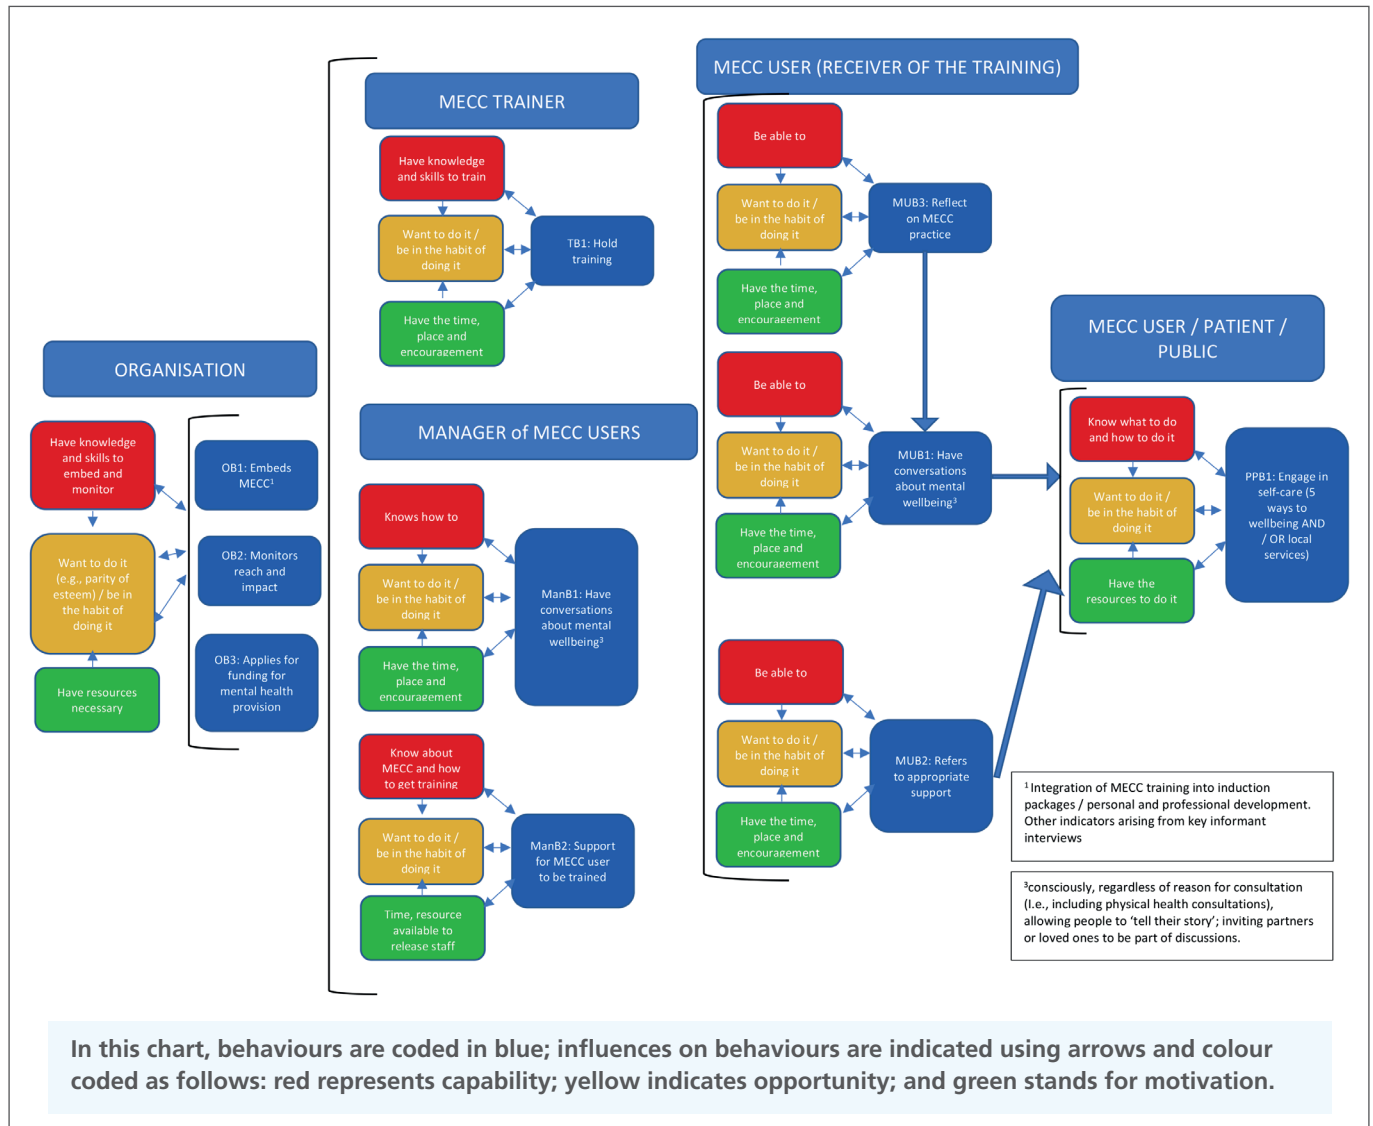 ORGANISATION
Have knowledge
and skills to
embed and
monitor
Want to do it
(e.g., parity of
esteem) / be in
the habit of
doing it
Have resources
necessary
OB1: Embeds
MECC¹
OB2: Monitors
reach and
impact
OB3: Applies for
funding for
mental health
provision
MECC TRAINER
Have knowledge
and skills to train
Want to do it /
be in the habit of
doing it
Have the time,
place and
encouragement
TB1: Hold
training
MANAGER of MECC USERS
Knows how to
Want to do it /
be in the habit of
doing it
Have the time,
place and
encouragement
ManB1: Have
conversations
about mental
wellbeing³
Know about
MECC and how
to get training
Want to do it /
be in the habit of
doing it
Time, resource
available to
release staff
ManB2: Support
for MECC user
to be trained
MECC USER (RECEIVER OF THE TRAINING)
Be able to
Want to do it /
be in the habit of
doing it
Have the time,
place and
encouragement
MUB3: Reflect
on MECC
practice
Be able to
Want to do it /
be in the habit of
doing it
Have the time,
place and
encouragement
MUB1: Have
conversations
about mental
wellbeing³
Be able to
Want to do it /
be in the habit of
doing it
Have the time,
place and
encouragement
MUB2: Refers
to appropriate
support
MECC USER / PATIENT /
PUBLIC
Know what to do
and how to do it
Want to do it /
be in the habit of
doing it
Have the
resources to do it
PPB1: Engage in
self-care (5
ways to
wellbeing AND
/ OR local
services)
¹ Integration of MECC training into induction
packages / personal and professional development.
Other indicators arising from key informant
interviews
³consciously, regardless of reason for consultation
(I.e., including physical health consultations),
allowing people to ‘tell their story’; inviting partners
or loved ones to be part of discussions.
In this chart, behaviours are coded in blue; influences on behaviours are indicated using arrows and colour
coded as follows: red represents capability; yellow indicates opportunity; and green stands for motivation.